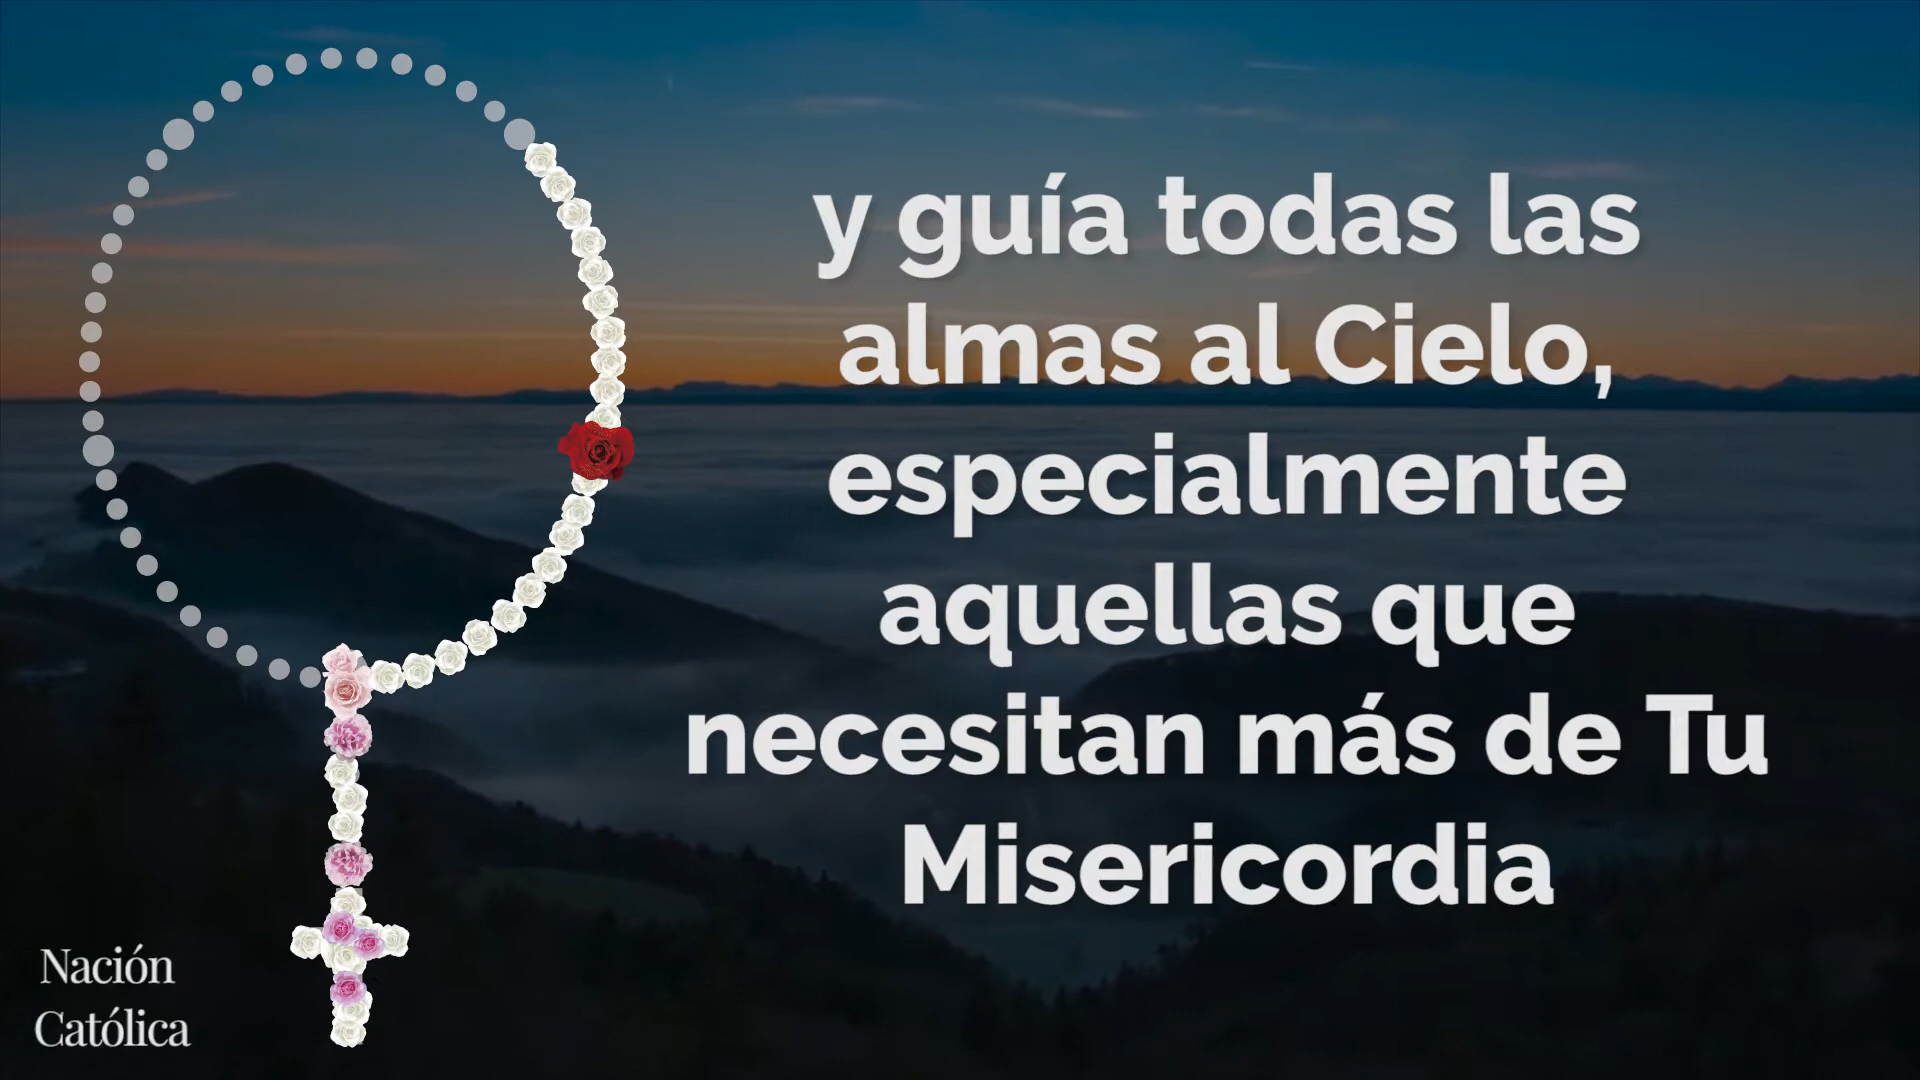 y guía todas las
almas al Cielo,
especialmente
aquellas que
necesitan más de Tu
Misericordia
Nación
Católica